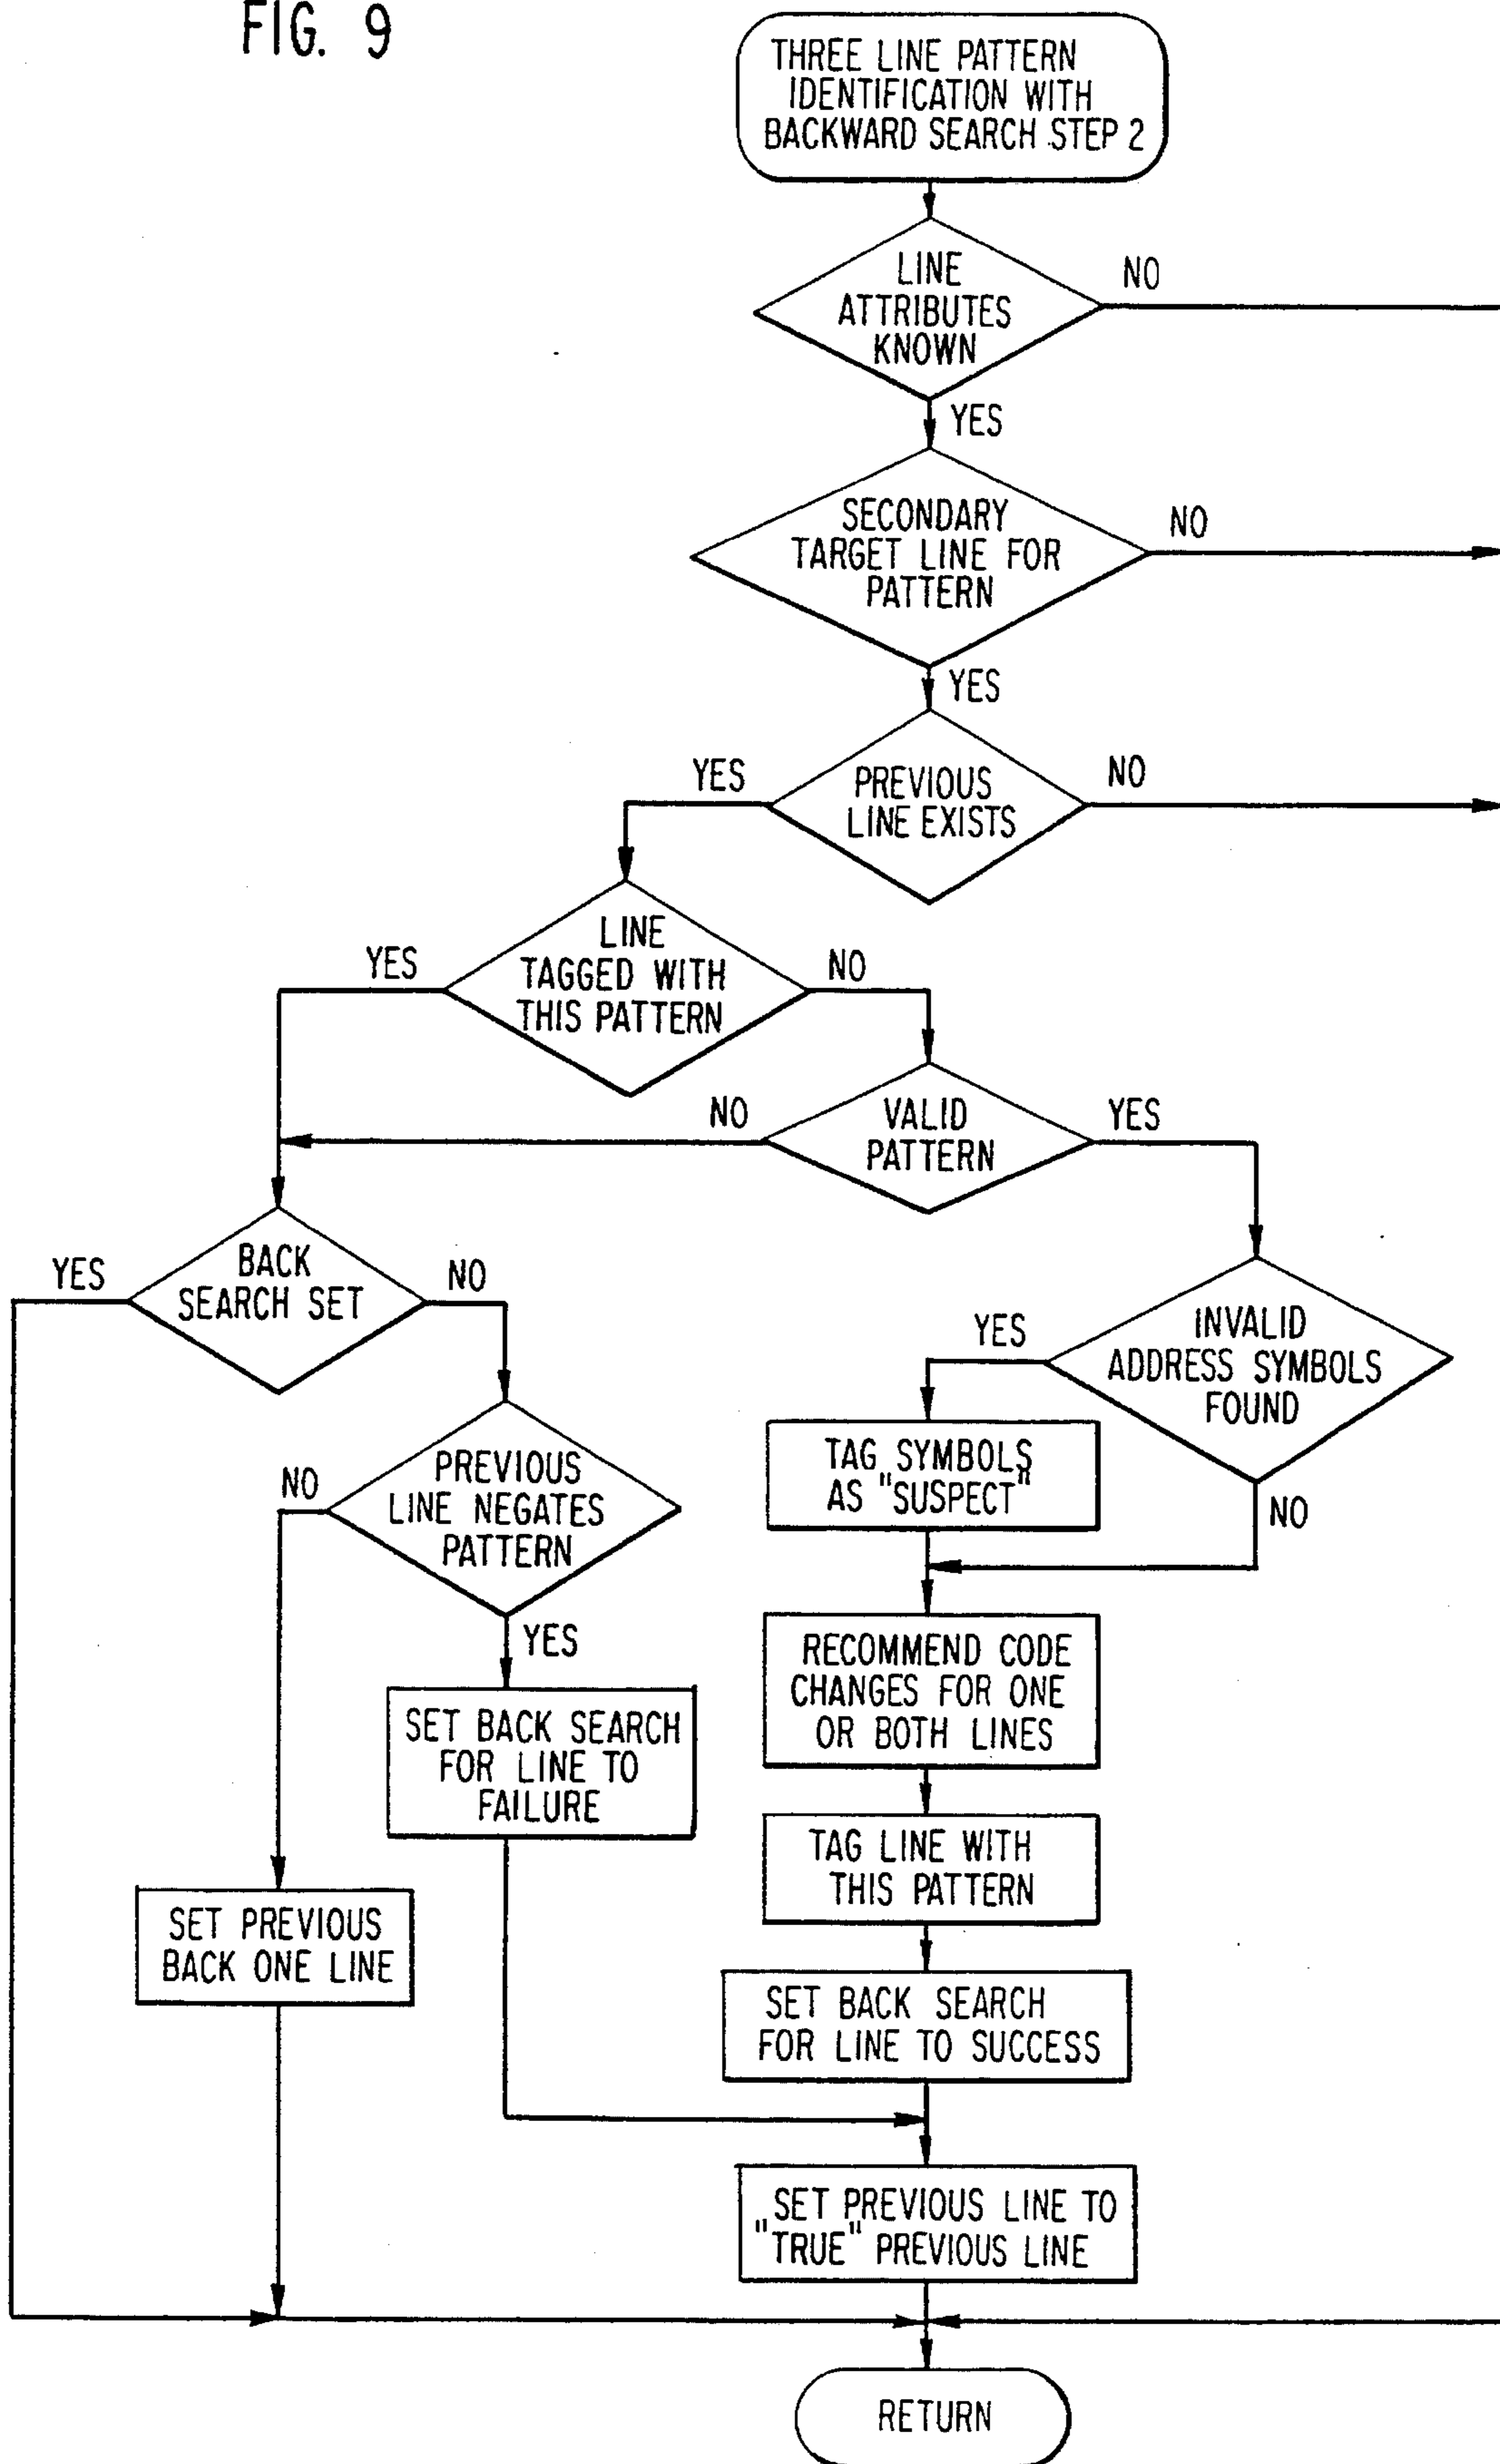 FIG. 9
THREE LINE PATTERN
IDENTIFICATION WITH
BACKWARD SEARCH STEP 2
LINE
ATTRIBUTES
KNOWN
NO
YES
SECONDARY
TARGET LINE FOR
PATTERN
NO
YES
PREVIOUS
LINE EXISTS
YES
NO
LINE
TAGGED WITH
THIS PATTERN
YES
NO
VALID
PATTERN
NO
YES
BACK
SEARCH SET
YES
NO
INVALID
ADDRESS SYMBOLS
FOUND
YES
NO
TAG SYMBOLS
AS "SUSPECT"
PREVIOUS
LINE NEGATES
PATTERN
NO
YES
RECOMMEND CODE
CHANGES FOR ONE
OR BOTH LINES
SET BACK SEARCH
FOR LINE TO
FAILURE
TAG LINE WITH
THIS PATTERN
SET PREVIOUS
BACK ONE LINE
SET BACK SEARCH
FOR LINE TO SUCCESS
SET PREVIOUS LINE TO
"TRUE" PREVIOUS LINE
RETURN